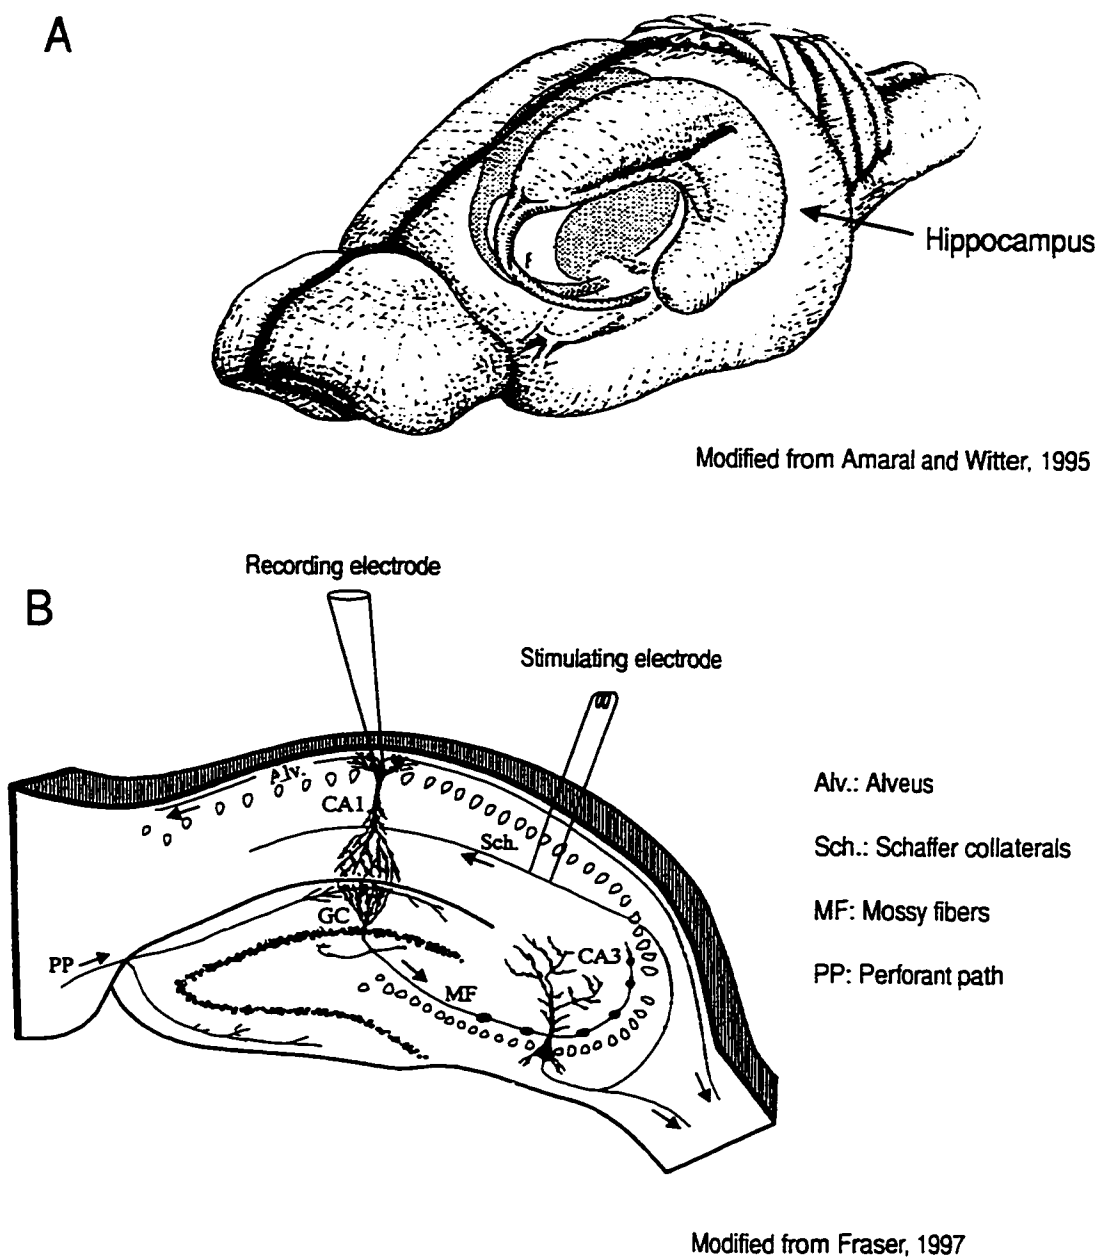 A
Hippocampus
F
Modified from Amaral and Witter, 1995
B
Recording electrode
Stimulating electrode
Alv.
CA1
Sch.
GC
PP
CA3
MF
Alv.: Alveus
Sch.: Schaffer collaterals
MF: Mossy fibers
PP: Perforant path
Modified from Fraser, 1997